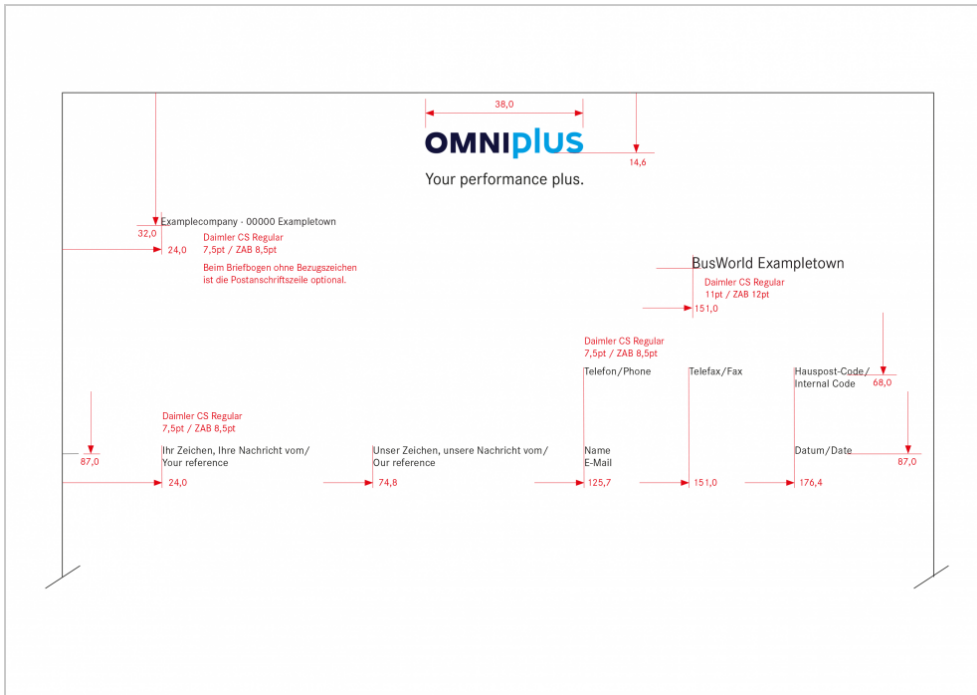 38,0
OMNIplus
14,6
Your performance plus.
Examplecompany - 00000 Exampletown
32,0
24,0
Daimler CS Regular
7,5pt / ZAB 8,5pt
Beim Briefbogen ohne Bezugszeichen
ist die Postanschriftszeile optional.
BusWorld Exampletown
Daimler CS Regular
11pt / ZAB 12pt
151,0
Daimler CS Regular
7,5pt / ZAB 8,5pt
Telefon/Phone
Telefax/Fax
Hauspost-Code/
Internal Code
68,0
Daimler CS Regular
7,5pt / ZAB 8,5pt
87,0
Ihr Zeichen, Ihre Nachricht vom/
Your reference
Unser Zeichen, unsere Nachricht vom/
Our reference
Name
E-Mail
Datum/Date
87,0
24,0
74,8
125,7
151,0
176,4